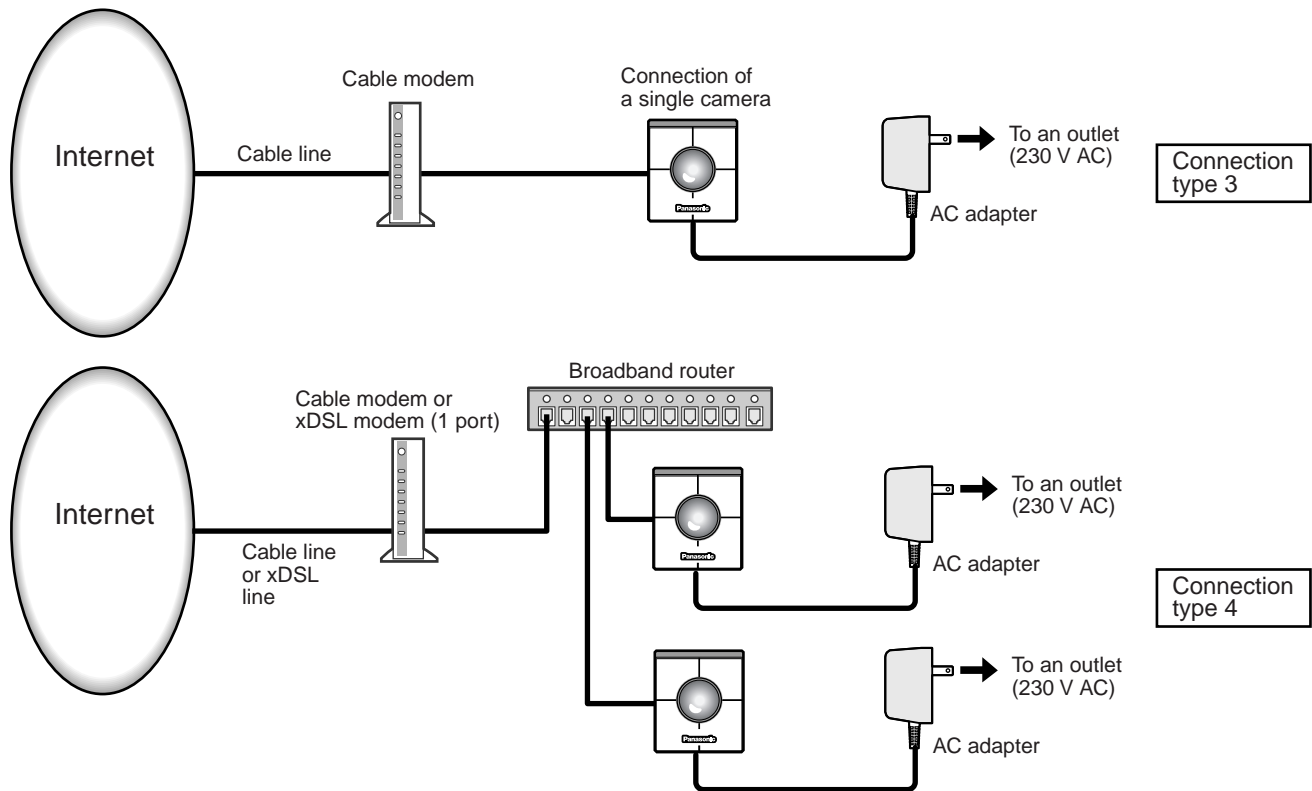 Internet
Cable line
Cable modem
Connection of
a single camera
Panasonic
To an outlet
(230 V AC)
AC adapter
Connection
type 3
Internet
Cable line
or xDSL
line
Cable modem or
xDSL modem (1 port)
Broadband router
Panasonic
To an outlet
(230 V AC)
AC adapter
Connection
type 4
Panasonic
To an outlet
(230 V AC)
AC adapter